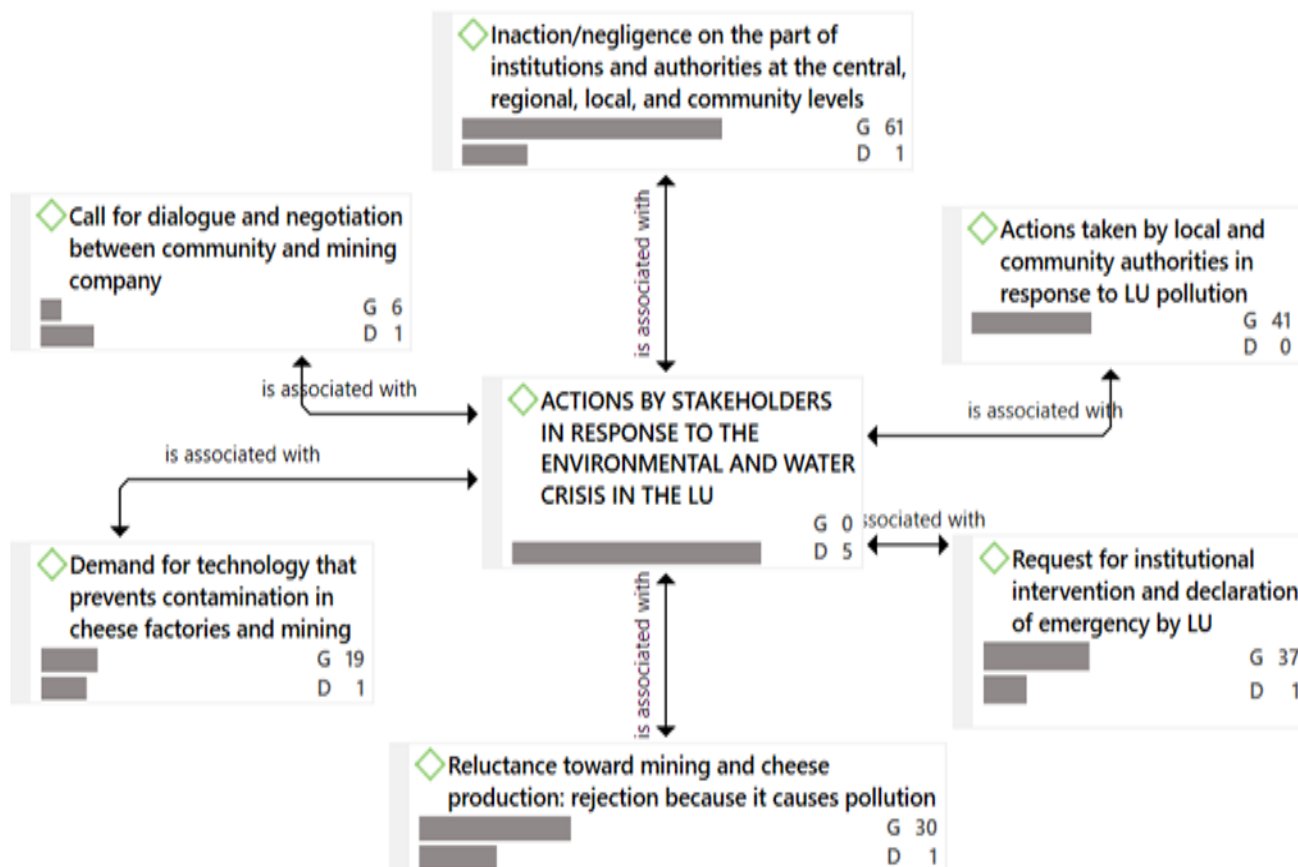 Inaction/negligence on the part of
institutions and authorities at the central,
regional, local, and community levels
G 61
D 1
is associated with
Call for dialogue and negotiation
between community and mining
company
G 6
D 1
is associated with
Actions taken by local and
community authorities in
response to LU pollution
G 41
D 0
is associated with
ACTIONS BY STAKEHOLDERS
IN RESPONSE TO THE
ENVIRONMENTAL AND WATER
CRISIS IN THE LU
G 0
D 5
is associated with
ssociated with
Demand for technology that
prevents contamination in
cheese factories and mining
G 19
D 1
Request for institutional
intervention and declaration
of emergency by LU
G 37
D 1
is associated with
Reluctance toward mining and cheese
production: rejection because it causes pollution
G 30
D 1